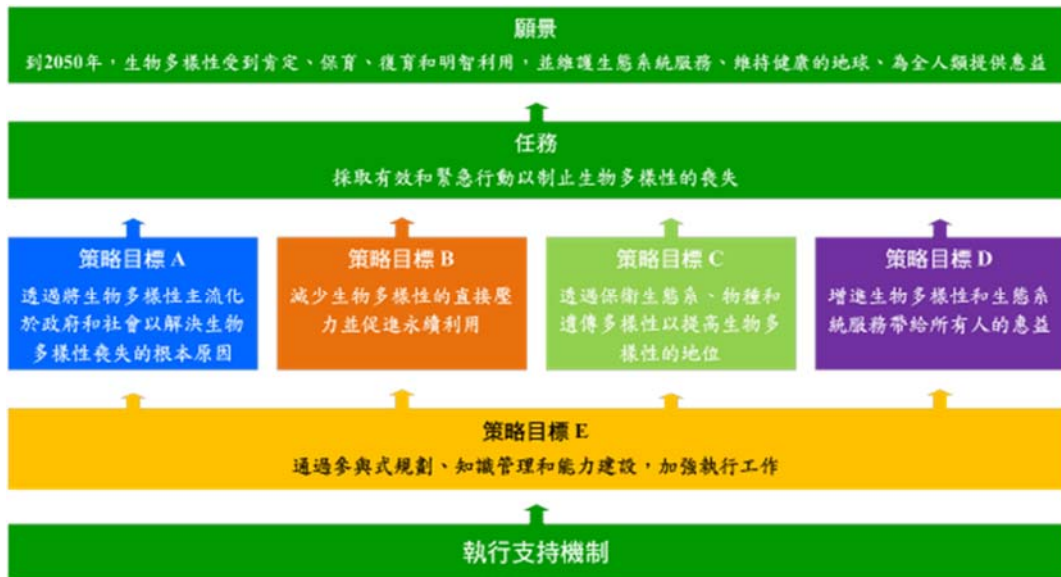 願景
到2050年，生物多樣性受到肯定、保育、復育和明智利用，並維護生態系統服務、維持健康的地球、為全人類提供惠益
任務
採取有效和緊急行動以制止生物多樣性的喪失
策略目標 A
透過將生物多樣性主流化
於政府和社會以解決生物
多樣性喪失的根本原因
策略目標 B
減少生物多樣性的直接壓
力並促進永續利用
策略目標 C
透過保衛生態系、物種和
遺傳多樣性以提高生物多
樣性的地位
策略目標 D
增進生物多樣性和生態系
統服務帶給所有人的惠益
策略目標 E
通過參與式規劃、知識管理和能力建設，加強執行工作
執行支持機制